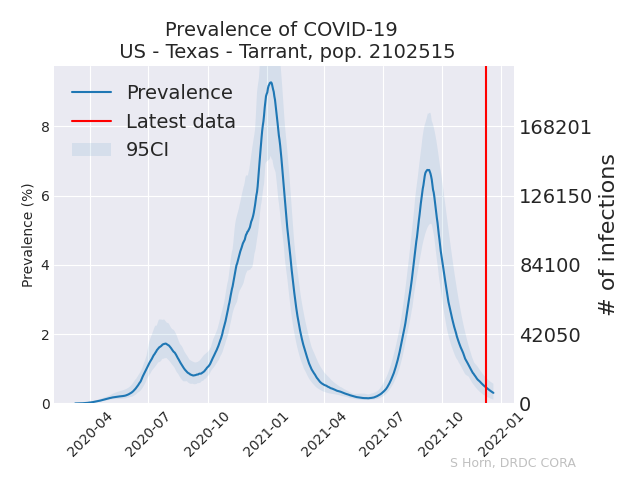 Prevalence of COVID-19
US - Texas - Tarrant, pop. 2102515
Prevalence
Latest data
95CI
Prevalence (%)
8
6
4
2
0
168201
126150
84100
42050
0
# of infections
2020-04
2020-07
2020-10
2021-01
2021-04
2021-07
2021-10
2022-01
S Horn, DRDC CORA